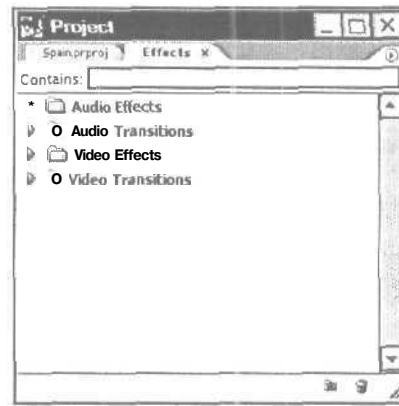 Project
Spain.prproj Effects x
Contains:
* Audio Effects
O Audio Transitions
Video Effects
O Video Transitions